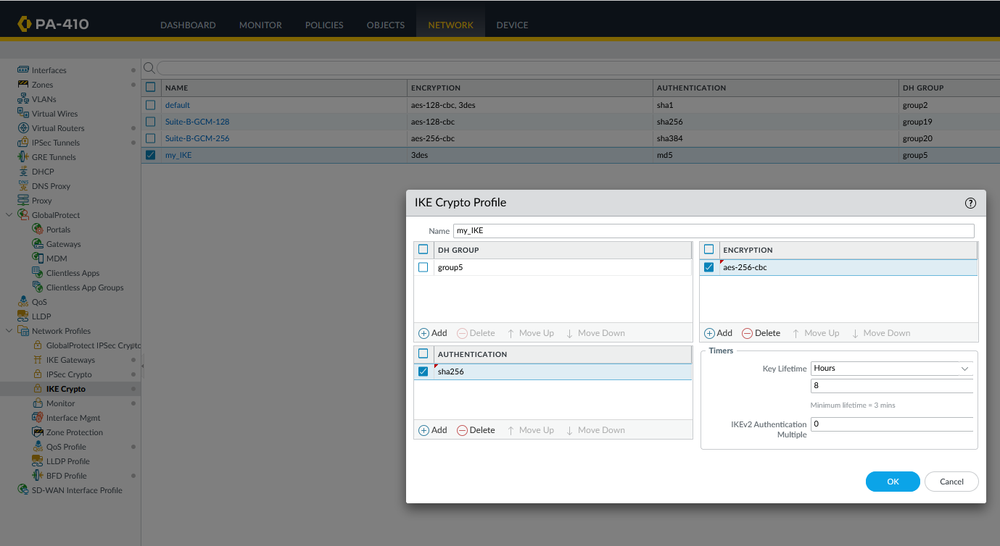 PA-410
DASHBOARD MONITOR POLICIES OBJECTS NETWORK DEVICE
Interfaces
Zones
VLANs
Virtual Wires
Virtual Routers
IPSec Tunnels
GRE Tunnels
DHCP
DNS Proxy
Proxy
GlobalProtect
Portals
Gateways
MDM
Clientless Apps
Clientless App Groups
QoS
LLDP
Network Profiles
GlobalProtect IPSec Crypto
IKE Gateways
IPSec Crypto
IKE Crypto
Monitor
Interface Mgmt
Zone Protection
QoS Profile
LLDP Profile
BFD Profile
SD-WAN Interface Profile
NAME ENCRYPTION AUTHENTICATION DH GROUP
default aes-128-cbc, 3des sha1 group2
Suite-B-GCM-128 aes-128-cbc sha256 group19
Suite-B-GCM-256 aes-256-cbc sha384 group20
my_IKE 3des md5 group5
IKE Crypto Profile
Name my_IKE
DH GROUP
group5
Add Delete Move Up Move Down
ENCRYPTION
aes-256-cbc
Add Delete Move Up Move Down
AUTHENTICATION
sha256
Add Delete Move Up Move Down
Timers
Key Lifetime Hours
8
Minimum lifetime = 3 mins
IKEv2 Authentication 0
Multiple
OK Cancel